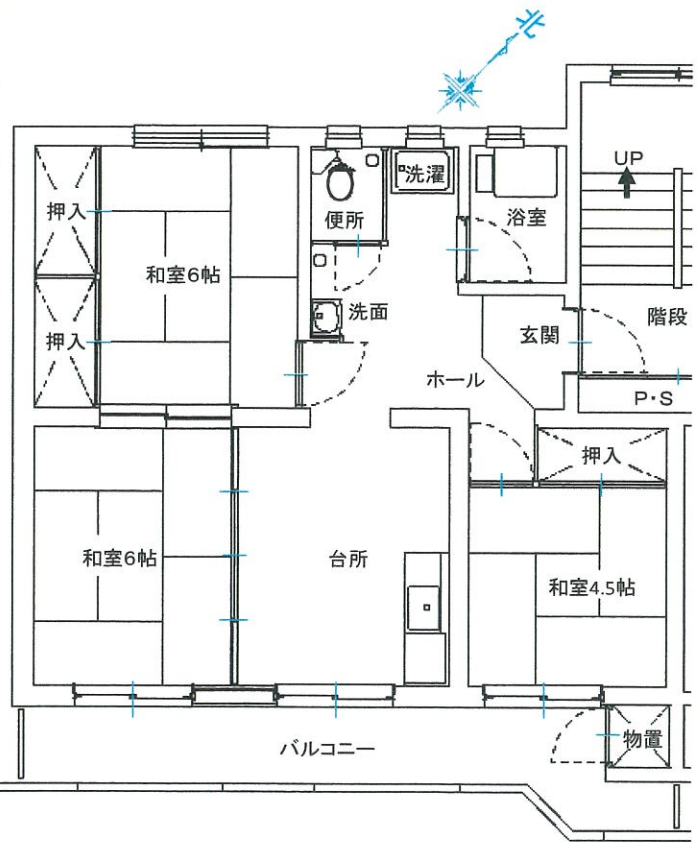 北
UP
押入
和室6帖
便所
洗濯
浴室
洗面
押入
玄関
階段
ホール
P・S
押入
和室6帖
台所
和室4.5帖
バルコニー
物置